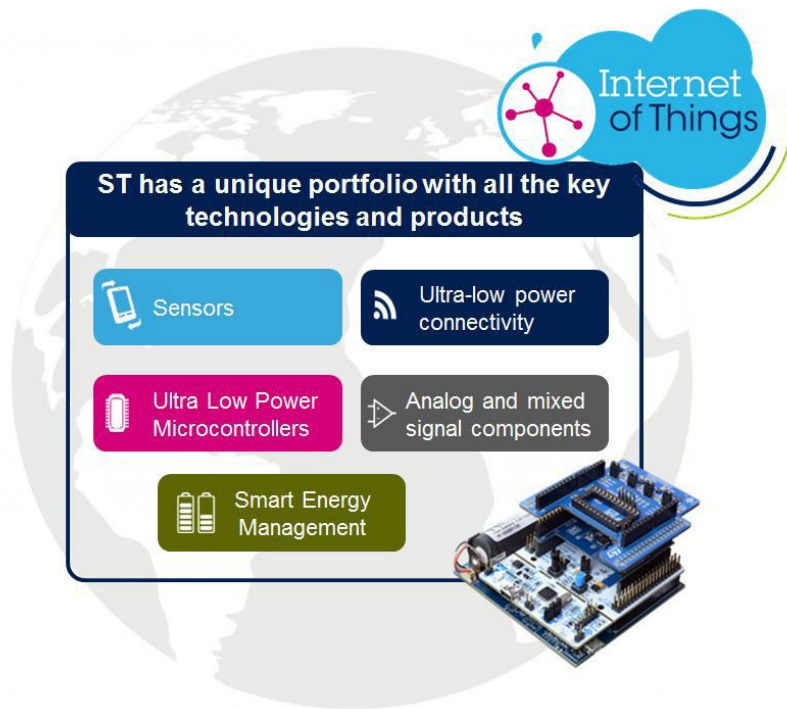 Internet
of Things
ST has a unique portfolio with all the key
technologies and products
Sensors
Ultra-low power
connectivity
Ultra Low Power
Microcontrollers
Analog and mixed
signal components
Smart Energy
Management